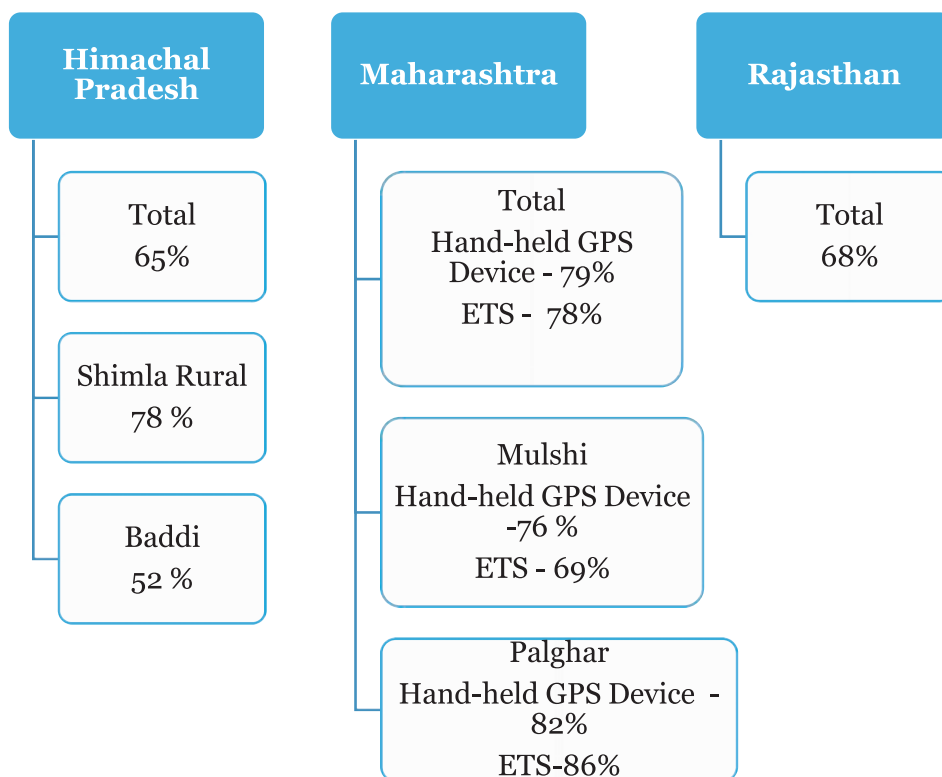 Himachal
Pradesh
Total
65%
Shimla Rural
78 %
Baddi
52 %
Maharashtra
Total
Hand-held GPS
Device - 79%
ETS -  78%
Mulshi
Hand-held GPS Device
-76 %
ETS - 69%
Palghar
Hand-held GPS Device  -
82%
ETS-86%
Rajasthan
Total
68%